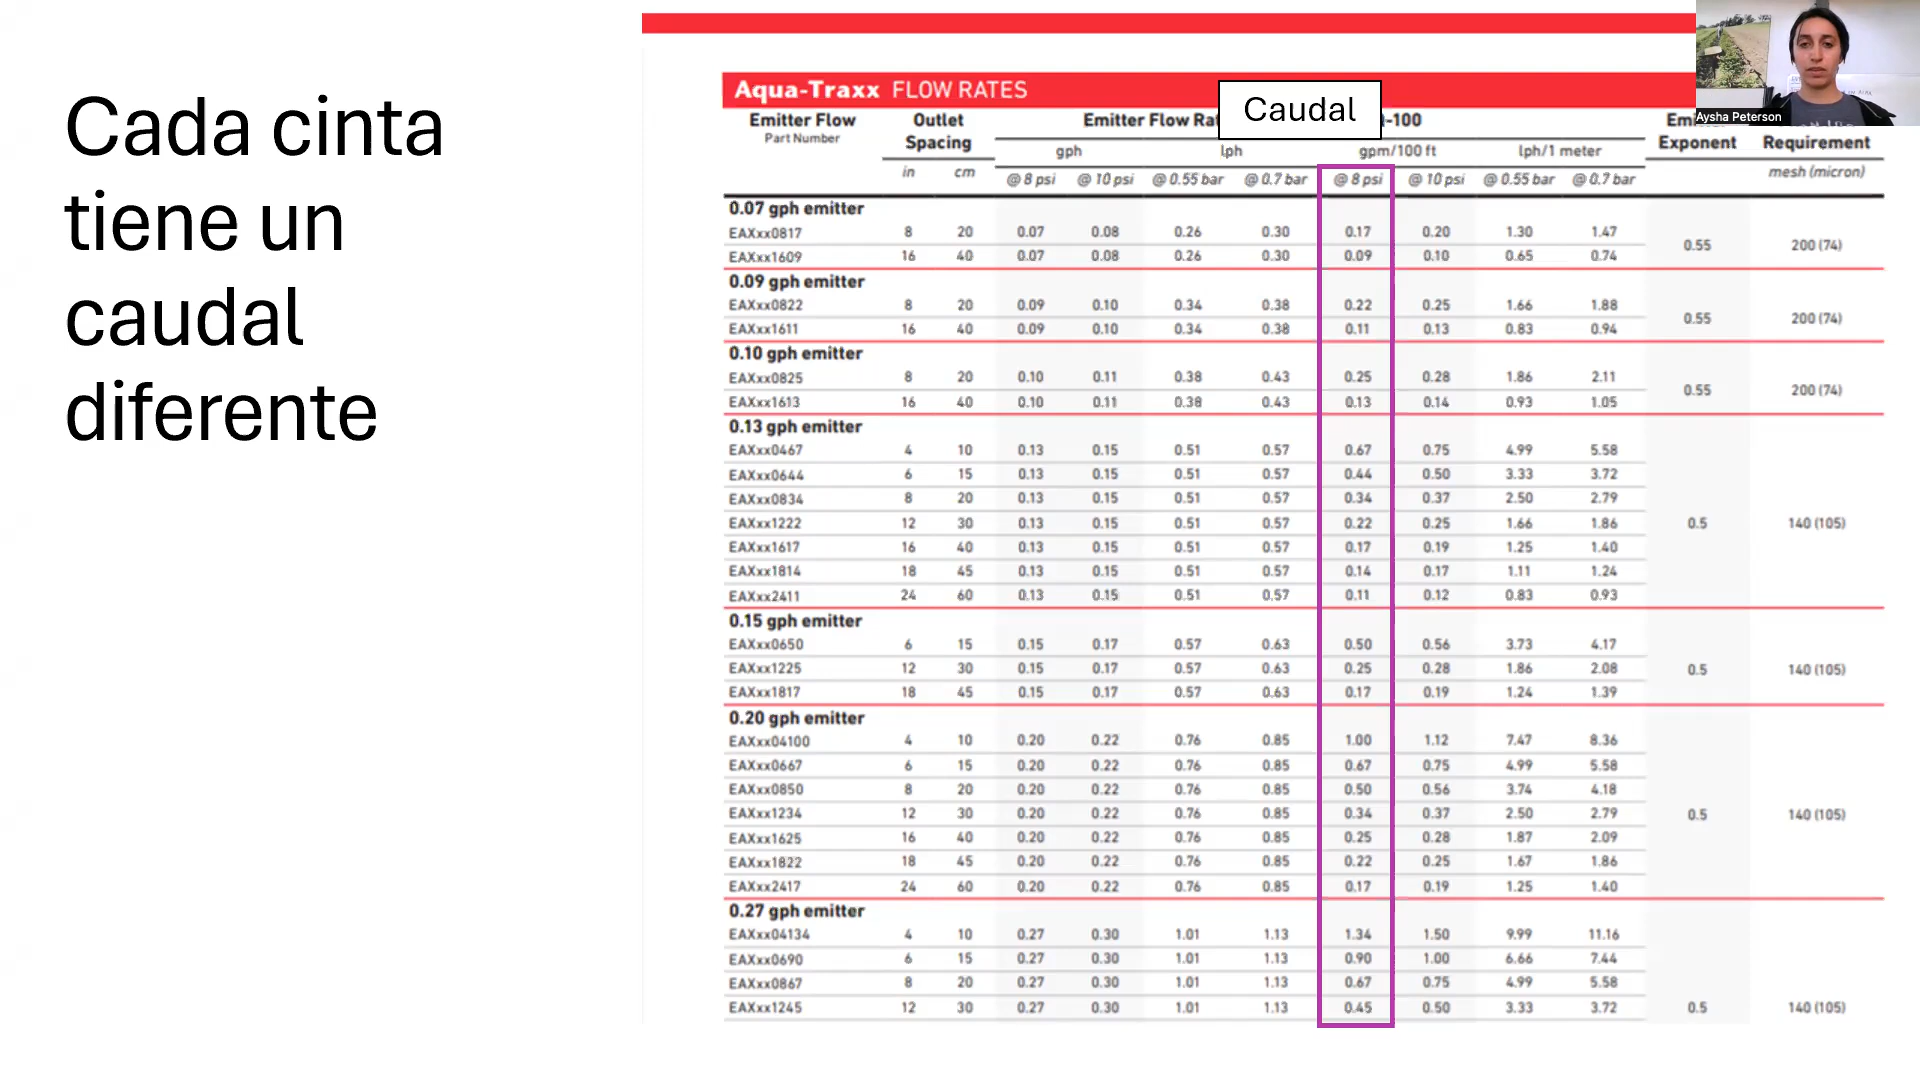 Cada cinta
tiene un
caudal
diferente
Aqua-Traxx FLOW RATES
Caudal
Aysha Peterson
Emitter Flow Outlet Emitter Flow -100
Part Number Spacing Exponent Requirement
gph lph gpm/100 ft lph/1 meter
in cm @ 8 psi @ 10 psi @ 0.55 bar @ 0.7 bar @ 8 psi @ 10 psi @ 0.55 bar @ 0.7 bar mesh (micron)
0.07 gph emitter
EAXxx0817 8 20 0.07 0.08 0.26 0.30 0.17 0.20 1.30 1.47
0.55 200 (74)
EAXxx1609 16 40 0.07 0.08 0.26 0.30 0.09 0.10 0.65 0.74
0.09 gph emitter
EAXxx0822 8 20 0.09 0.10 0.34 0.38 0.22 0.25 1.66 1.88
0.55 200 (74)
EAXxx1611 16 40 0.09 0.10 0.34 0.38 0.11 0.13 0.83 0.94
0.10 gph emitter
EAXxx0825 8 20 0.10 0.11 0.38 0.43 0.25 0.28 1.86 2.11
0.55 200 (74)
EAXxx1613 16 40 0.10 0.11 0.38 0.43 0.13 0.14 0.93 1.05
0.13 gph emitter
EAXxx0467 4 10 0.13 0.15 0.51 0.57 0.67 0.75 4.99 5.58
EAXxx0644 6 15 0.13 0.15 0.51 0.57 0.44 0.50 3.33 3.72
EAXxx0834 8 20 0.13 0.15 0.51 0.57 0.34 0.37 2.50 2.79
EAXxx1222 12 30 0.13 0.15 0.51 0.57 0.22 0.25 1.66 1.86 0.5 140 (105)
EAXxx1617 16 40 0.13 0.15 0.51 0.57 0.17 0.19 1.25 1.40
EAXxx1814 18 45 0.13 0.15 0.51 0.57 0.14 0.17 1.11 1.24
EAXxx2411 24 60 0.13 0.15 0.51 0.57 0.11 0.12 0.83 0.93
0.15 gph emitter
EAXxx0650 6 15 0.15 0.17 0.57 0.63 0.50 0.56 3.73 4.17
EAXxx1225 12 30 0.15 0.17 0.57 0.63 0.25 0.28 1.86 2.08 0.5 140 (105)
EAXxx1817 18 45 0.15 0.17 0.57 0.63 0.17 0.19 1.24 1.39
0.20 gph emitter
EAXxx04100 4 10 0.20 0.22 0.76 0.85 1.00 1.12 7.47 8.36
EAXxx0667 6 15 0.20 0.22 0.76 0.85 0.67 0.75 4.99 5.58
EAXxx0850 8 20 0.20 0.22 0.76 0.85 0.50 0.56 3.74 4.18
EAXxx1234 12 30 0.20 0.22 0.76 0.85 0.34 0.37 2.50 2.79 0.5 140 (105)
EAXxx1625 16 40 0.20 0.22 0.76 0.85 0.25 0.28 1.87 2.09
EAXxx1822 18 45 0.20 0.22 0.76 0.85 0.22 0.25 1.67 1.86
EAXxx2417 24 60 0.20 0.22 0.76 0.85 0.17 0.19 1.25 1.40
0.27 gph emitter
EAXxx04134 4 10 0.27 0.30 1.01 1.13 1.34 1.50 9.99 11.16
EAXxx0690 6 15 0.27 0.30 1.01 1.13 0.90 1.00 6.66 7.44
EAXxx0867 8 20 0.27 0.30 1.01 1.13 0.67 0.75 4.99 5.58
EAXxx1245 12 30 0.27 0.30 1.01 1.13 0.45 0.50 3.33 3.72 0.5 140 (105)